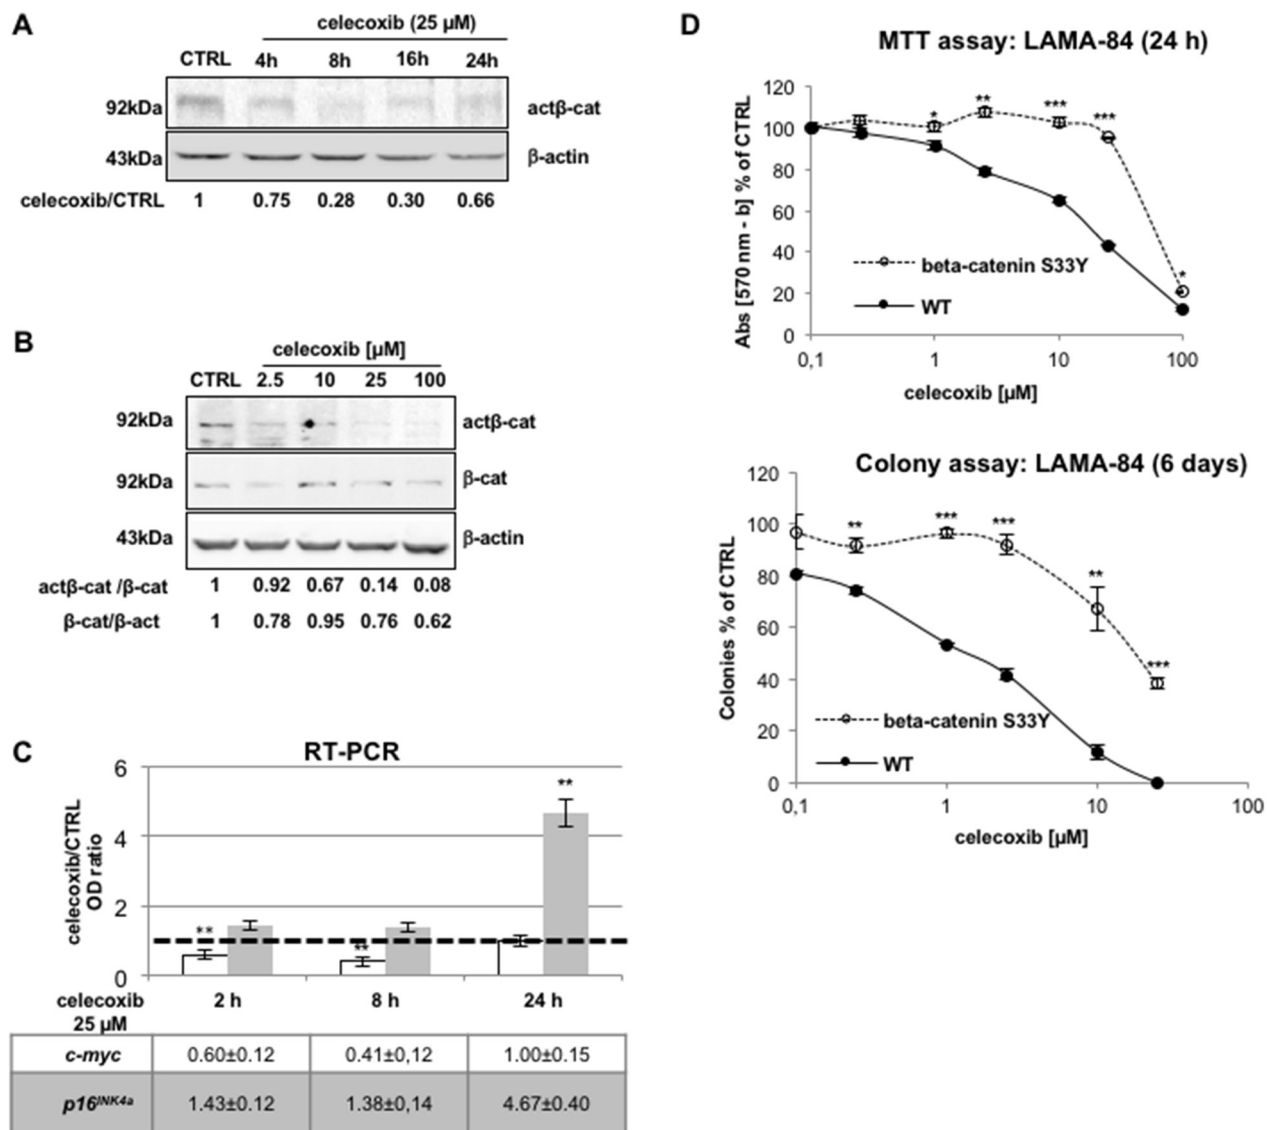 A
celecoxib (25 µM)
CTRL 4h 8h 16h 24h
92kDa actβ-cat
43kDa β-actin
celecoxib/CTRL 1 0.75 0.28 0.30 0.66
B
celecoxib [µM]
CTRL 2.5 10 25 100
92kDa actβ-cat
92kDa β-cat
43kDa β-actin
actβ-cat /β-cat 1 0.92 0.67 0.14 0.08
β-cat/β-act 1 0.78 0.95 0.76 0.62
C
RT-PCR
celecoxib/CTRL
OD ratio
6
4
2
0
**
**
**
celecoxib 2 h 8 h 24 h
25 µM
c-myc 0.60±0.12 0.41±0,12 1.00±0.15
p16INK4a 1.43±0.12 1.38±0,14 4.67±0.40
D
MTT assay: LAMA-84 (24 h)
Abs [570 nm - b] % of CTRL
120
100
80
60
40
20
0
* ** *** *** *
beta-catenin S33Y
WT
0,1 1 10 100
celecoxib [µM]
Colony assay: LAMA-84 (6 days)
Colonies % of CTRL
120
100
80
60
40
20
0
** *** *** ** ***
beta-catenin S33Y
WT
0,1 1 10 100
celecoxib [µM]